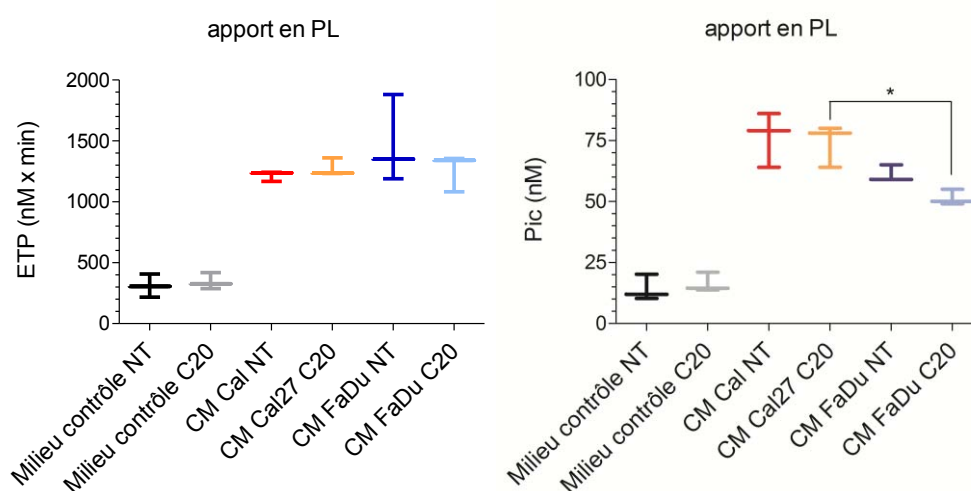 apport en PL
ETP (nM x min)
2000
1500
1000
500
0
Milieu contrôle NT
Milieu contrôle C20
CM Cal NT
CM Cal27 C20
CM FaDu NT
CM FaDu C20
apport en PL
Pic (nM)
100
75
50
25
0
*
Milieu contrôle NT
Milieu contrôle C20
CM Cal NT
CM Cal27 C20
CM FaDu NT
CM FaDu C20